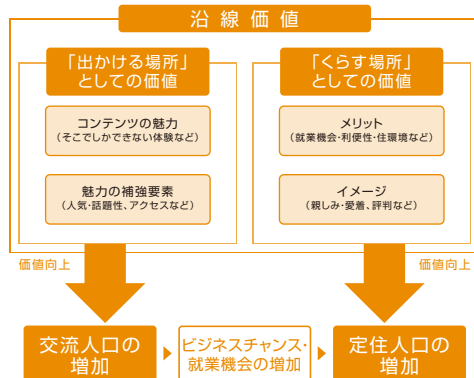 沿線価値
「出かける場所」
としての価値
コンテンツの魅力
（そこでしかできない体験など）
魅力の補強要素
（人気・話題性、アクセスなど）
「くらす場所」
としての価値
メリット
（就業機会・利便性・住環境など）
イメージ
（親しみ・愛着、評判など）
価値向上
価値向上
交流人口の
増加
ビジネスチャンス・
就業機会の増加
定住人口の
増加